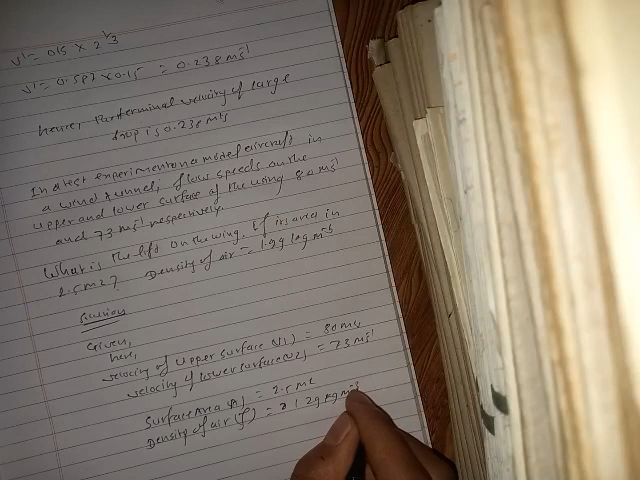 V' = 0.15 × 2^1/3
V' = 0.587 × 0.15 = 0.238 ms⁻¹
Hence, terminal velocity of large
drop is 0.238 m/s
In a test experiment on a model aircraft in
a wind tunnel, flow speeds on the
upper and lower surface of the wing 80 ms⁻¹
and 73 ms⁻¹ respectively.
What is the lift on the wing. If its area in
2.5 m2? Density of air = 1.29 kg m⁻³
Solution
Given,
here,
velocity of upper surface (V1) = 80 m/s
velocity of lower surface (V2) = 73 ms⁻¹
Surface Area (A) = 2.5 m2
Density of air (ρ) = 1.29 kg m⁻³